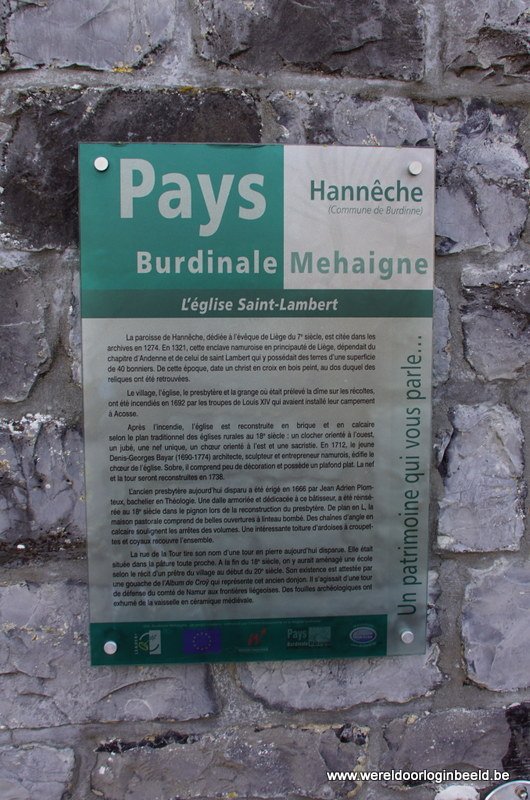 Pays
Hannêche
(Commune de Burdinne)
Burdinale Mehaigne
L'église Saint-Lambert
La paroisse de Hannêche, dédiée à l'évêque de Liège du 7e siècle, est citée dans les
archives en 1274. En 1321, cette enclave namuroise en principauté de Liège, dépendait du
chapitre d'Andenne et de celui de saint Lambert qui y possédait des terres d'une superficie
de 40 bonniers. De cette époque, date un christ en croix en bois peint, au dos duquel des
reliques ont été retrouvées.
Le village, l'église, le presbytère et la grange où était prélevé la dîme sur les récoltes,
ont été incendiés en 1692 par les troupes de Louis XIV qui avaient installé leur campement
à Acosse.
Après l'incendie, l'église est reconstruite en brique et en calcaire
selon le plan traditionnel des églises rurales au 18e siècle : un clocher orienté à l'ouest,
un jubé, une nef unique, un chœur orienté à l'est et une sacristie. En 1712, le jeune
Denis-Georges Bayar (1690-1774) architecte, sculpteur et entrepreneur namurois, édifie le
chœur de l'église. Sobre, il comprend peu de décoration et possède un plafond plat. La nef
et la tour seront reconstruites en 1738.
L'ancien presbytère aujourd'hui disparu a été érigé en 1666 par Jean Adrien Plom-
teux, bachelier en Théologie. Une dalle armoriée et dédicacée à ce bâtisseur, a été réinsé-
rée au 18e siècle dans le pignon lors de la reconstruction du presbytère. De plan en L, la
maison pastorale comprend de belles ouvertures à linteau bombé. Des chaînes d'angle en
calcaire soulignent les arrêtes des volumes. Une intéressante toiture d'ardoises à croupet-
tes et coyaux recouvre l'ensemble.
La rue de la Tour tire son nom d'une tour en pierre aujourd'hui disparue. Elle était
située dans la pâture toute proche. A la fin du 18e siècle, on y aurait aménagé une école
selon le récit d'un prêtre du village au début du 20e siècle. Son existence est attestée par
une gouache de l'Album de Croÿ qui représente cet ancien donjon. Il s'agissait d'une tour
de défense du comté de Namur aux frontières liégeoises. Des fouilles archéologiques ont
exhumé de la vaisselle en céramique médiévale.
Un patrimoine qui vous parle...
Pays
Burdinale Mehaigne
www.wereldoorloginbeeld.be